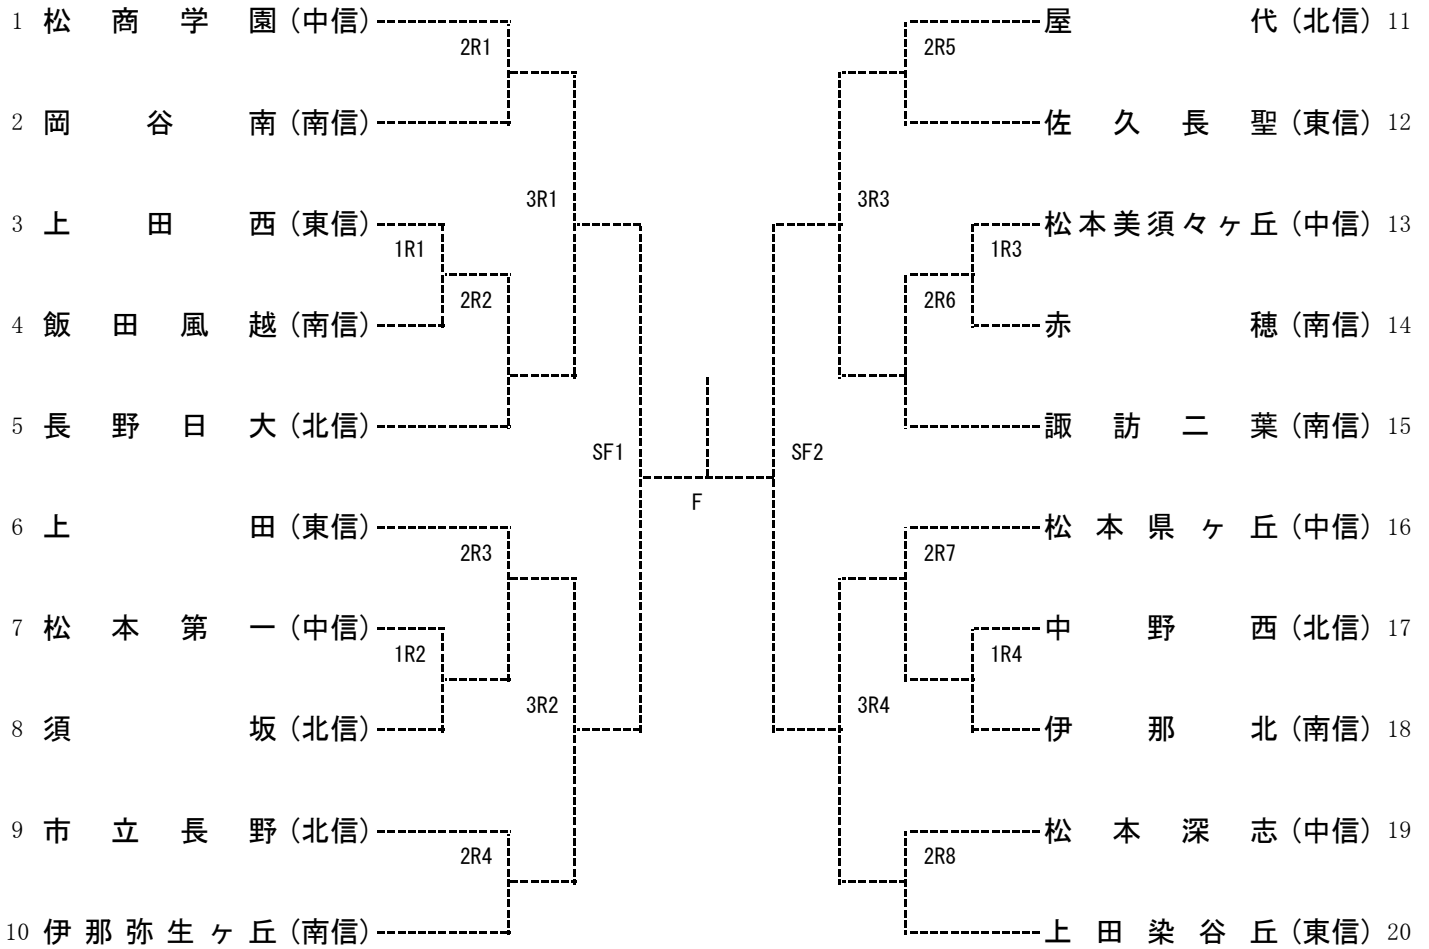 1 松商学園（中信）
2R1
2 岡谷南（南信）
3R1
3 上田西（東信）
1R1
2R2
4 飯田風越（南信）
5 長野日大（北信）
SF1
6 上田（東信）
2R3
7 松本第一（中信）
1R2
3R2
8 須坂（北信）
9 市立長野（北信）
2R4
10 伊那弥生ヶ丘（南信）
F
屋代（北信）11
2R5
佐久長聖（東信）12
3R3
松本美須々ヶ丘（中信）13
1R3
2R6
赤穂（南信）14
諏訪二葉（南信）15
SF2
松本県ヶ丘（中信）16
2R7
中野西（北信）17
1R4
3R4
伊那北（南信）18
松本深志（中信）19
2R8
上田染谷丘（東信）20